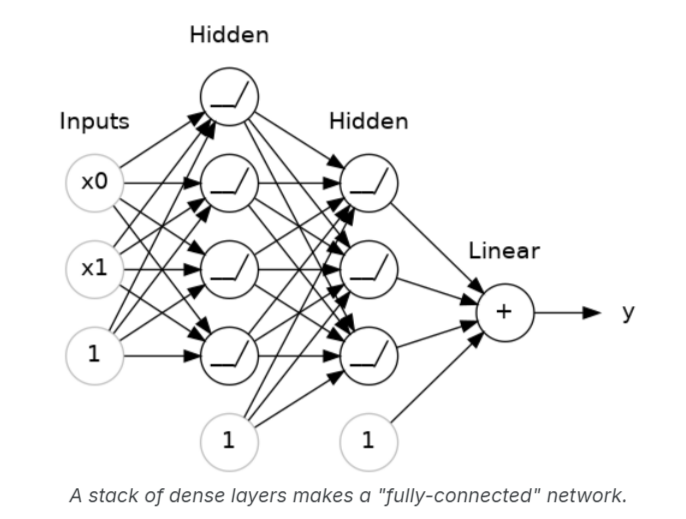 Hidden
Inputs
Hidden
x0
x1
Linear
+
y
1
1
1
A stack of dense layers makes a "fully-connected" network.